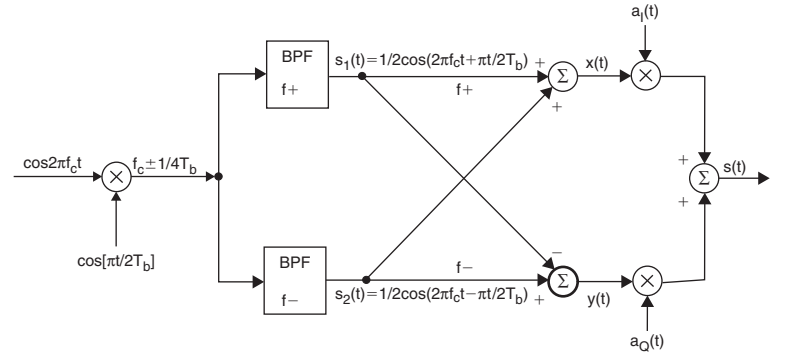 a_I(t)
BPF
f+
s_1(t)=1/2cos(2πf_ct+πt/2T_b)
f+
+
+
Σ
x(t)
×
cos2πf_ct
×
f_c±1/4T_b
cos[πt/2T_b]
+
+
Σ
s(t)
BPF
f−
f−
s_2(t)=1/2cos(2πf_ct−πt/2T_b)
−
+
Σ
y(t)
×
a_Q(t)